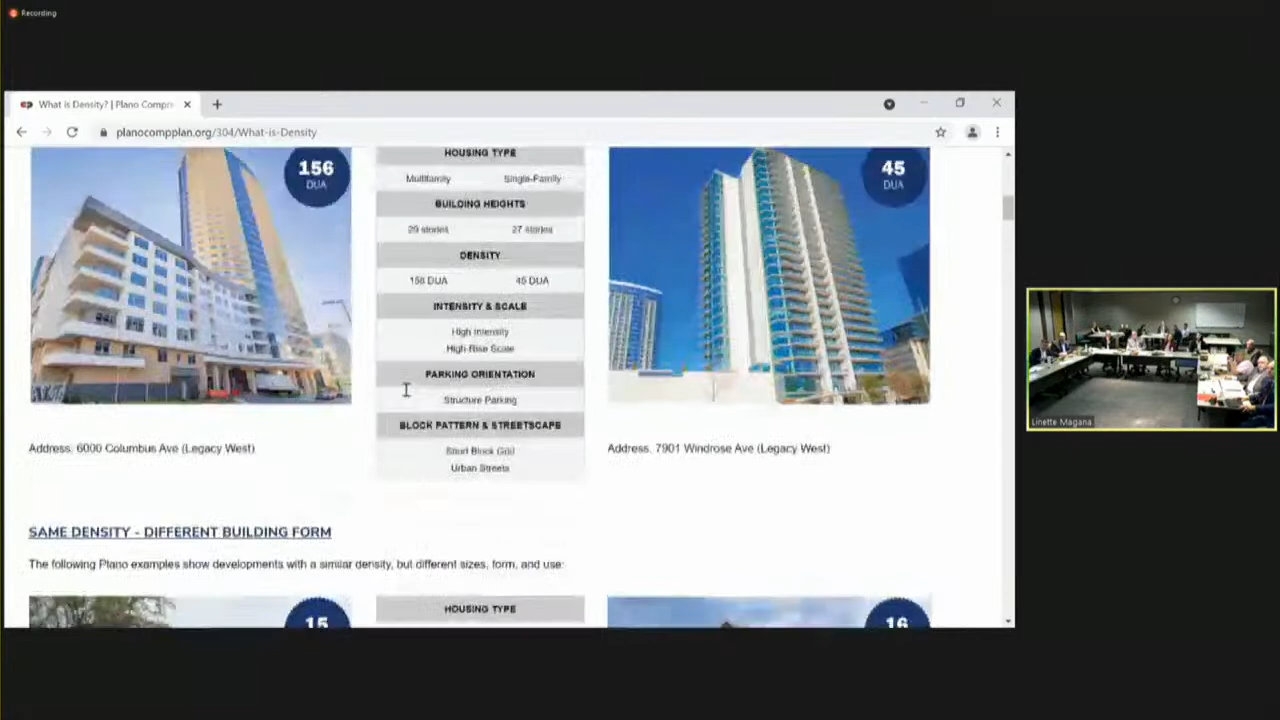 Recording
What is Density? | Plano Compr
planocompplan.org/304/What-is-Density
156
DUA
HOUSING TYPE
Multifamily Single-Family
BUILDING HEIGHTS
29 stories 27 stories
DENSITY
156 DUA 45 DUA
INTENSITY & SCALE
High Intensity
High-Rise Scale
PARKING ORIENTATION
Structure Parking
BLOCK PATTERN & STREETSCAPE
Short Block Grid
Urban Streets
45
DUA
Address: 6000 Columbus Ave (Legacy West)
Address: 7901 Windrose Ave (Legacy West)
SAME DENSITY - DIFFERENT BUILDING FORM
The following Plano examples show developments with a similar density, but different sizes, form, and use:
15
HOUSING TYPE
16
Linette Magana